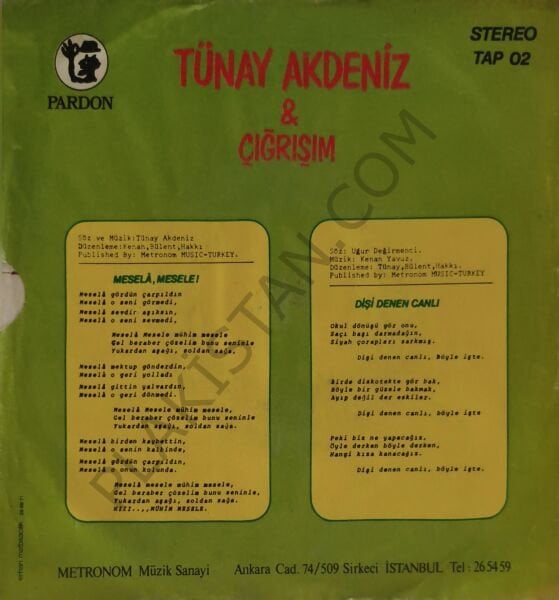 PARDON
TÜNAY AKDENİZ
&
ÇIĞRIŞIM
STEREO
TAP 02
Söz ve Müzik:Tünay Akdeniz
Düzenleme:Kenan,Bülent,Hakkı
Published By: Metronom MUSIC-TURKEY.
MESELÂ, MESELE!
Meselâ gördün çarpıldın
Meselâ o seni görmedi,
Meselâ sevdir aşıksın,
Meselâ o seni sevmedi,
Meselâ Mesele mühim mesele
Gel beraber çözelim bunu seninle
Yukardan aşağı, soldan sağa.
Meselâ mektup gönderdin,
Meselâ o geri yolladı
Meselâ gittin yalvardın,
Meselâ o geri dönmedi.
Meselâ Mesele mühim mesele,
Gel beraber çözelim bunu seninle
Yukardan aşağı, soldan sağa.
Meselâ birden kaybettin,
Meselâ o senin kalbinde,
Meselâ gördün çarpıldın,
Meselâ o onun kolunda.
Meselâ mesele mühim mesele,
Gel beraber çözelim bunu seninle,
Yukardan aşağı, soldan sağa
HIII..,,MÜHİM MESELE.
Söz: Uğur Değirmenci.
Müzik: Kenan Yavuz.
Düzenleme: Tünay,Bülent,Hakkı.
Published By: Metronom MUSIC-TURKEY
DİŞİ DENEN CANLI
Okul dönüşü gör onu,
Saçı başı darmadağın,
Siyah çorapları sarkmış.
Dişi denen canlı, böyle işte.
Birde diskotekte gör bak,
Böyle bir güzele bakmak,
Ayıp değil der eskiler.
Dişi denen canlı, böyle işte
Peki biz ne yapacağız,
Öyle derken böyle derken,
Hangi kıza kanacağız.
Dişi denen canlı, böyle işte.
PLAKISTAN.COM
erhan matbaacılık
METRONOM Müzik Sanayi Ankara Cad. 74/509 Sirkeci İSTANBUL Tel: 26 54 59